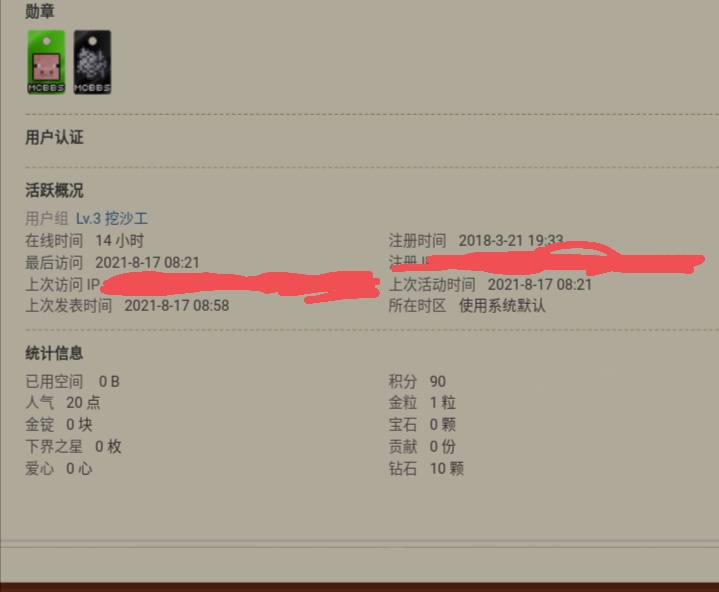 勋章
MCBBS MCBBS
用户认证
活跃概况
用户组 Lv.3 挖沙工
在线时间 14 小时 注册时间 2018-3-21 19:33
最后访问 2021-8-17 08:21 注册
上次访问 IP 上次活动时间 2021-8-17 08:21
上次发表时间 2021-8-17 08:58 所在时区 使用系统默认
统计信息
已用空间 0 B 积分 90
人气 20 点 金粒 1 粒
金锭 0 块 宝石 0 颗
下界之星 0 枚 贡献 0 份
爱心 0 心 钻石 10 颗